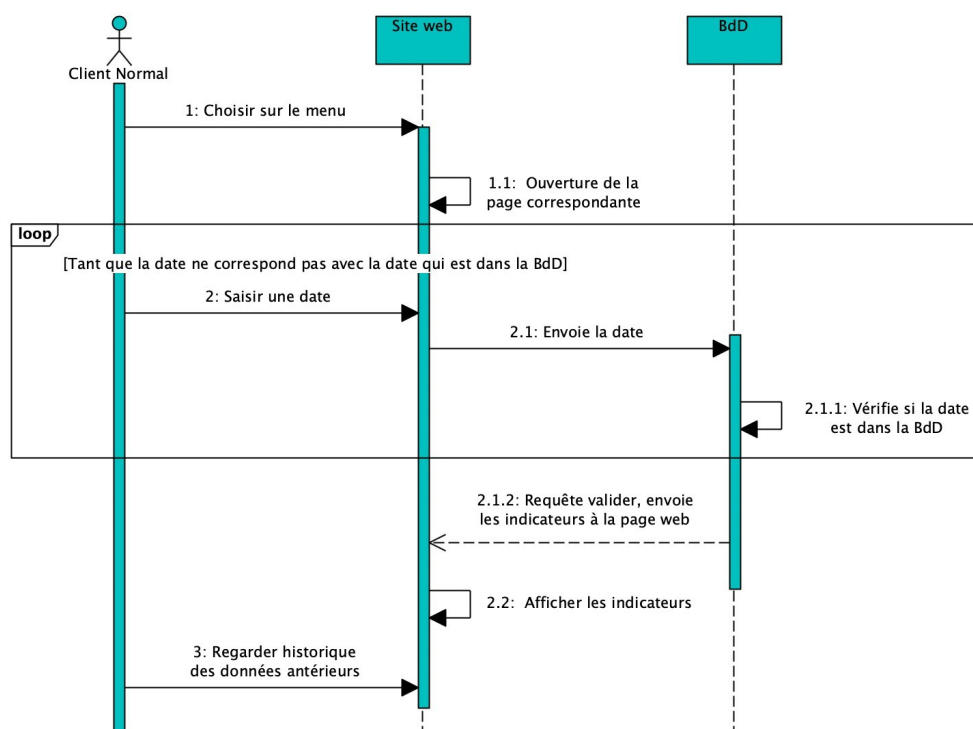 Site web
BdD
Client Normal
1: Choisir sur le menu
1.1: Ouverture de la
page correspondante
loop
[Tant que la date ne correspond pas avec la date qui est dans la BdD]
2: Saisir une date
2.1: Envoie la date
2.1.1: Vérifie si la date
est dans la BdD
2.1.2: Requête valider, envoie
les indicateurs à la page web
2.2: Afficher les indicateurs
3: Regarder historique
des données antérieurs